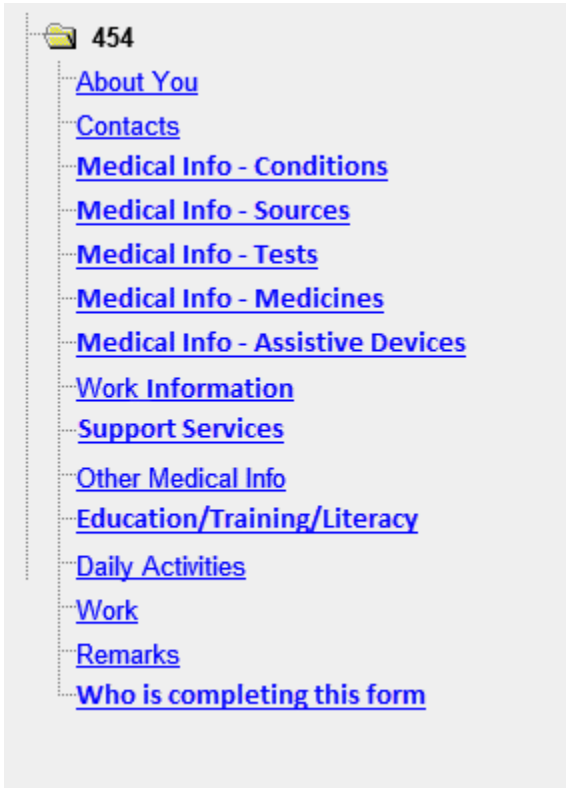 454
About You
Contacts
Medical Info - Conditions
Medical Info - Sources
Medical Info - Tests
Medical Info - Medicines
Medical Info - Assistive Devices
Work Information
Support Services
Other Medical Info
Education/Training/Literacy
Daily Activities
Work
Remarks
Who is completing this form